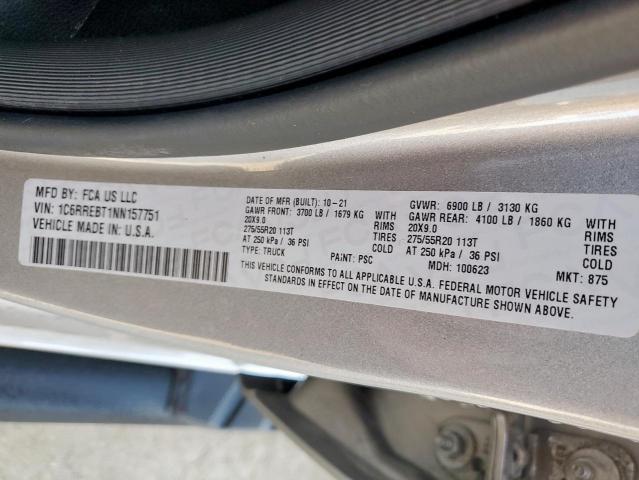 MFD BY: FCA US LLC
VIN: 1C6RREBT1NN157751
VEHICLE MADE IN: U.S.A.
DATE OF MFR (BUILT): 10-21
GAWR FRONT: 3700 LB / 1679 KG WITH
20X9.0 RIMS
275/55R20 113T TIRES
AT 250 kPa / 36 PSI COLD
TYPE: TRUCK PAiNT: PSC
GVWR: 6900 LB / 3130 KG
GAWR REAR: 4100 LB / 1860 KG WITH
20X9.0 RIMS
275/55R20 113T TIRES
AT 250 kPa / 36 PSI COLD
MDH: 100623 MKT: 875
THIS VEHICLE CONFORMS TO ALL APPLICABLE U.S.A. FEDERAL MOTOR VEHICLE SAFETY
STANDARDS IN EFFECT ON THE DATE OF MANUFACTURE SHOWN ABOVE.